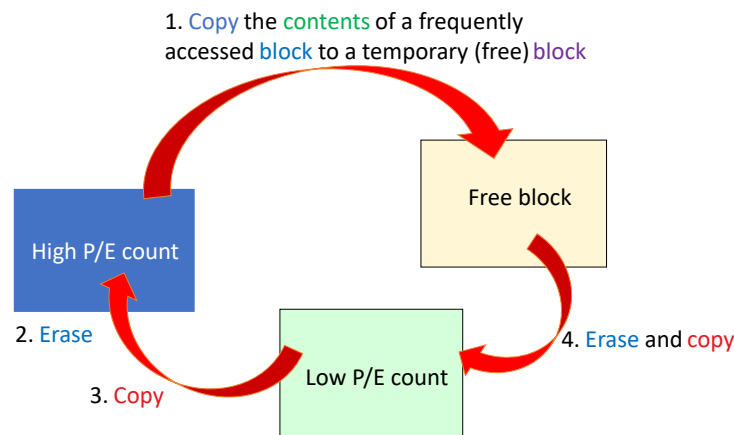 1. Copy the contents of a frequently
accessed block to a temporary (free) block
Free block
High P/E count
2. Erase
4. Erase and copy
Low P/E count
3. Copy